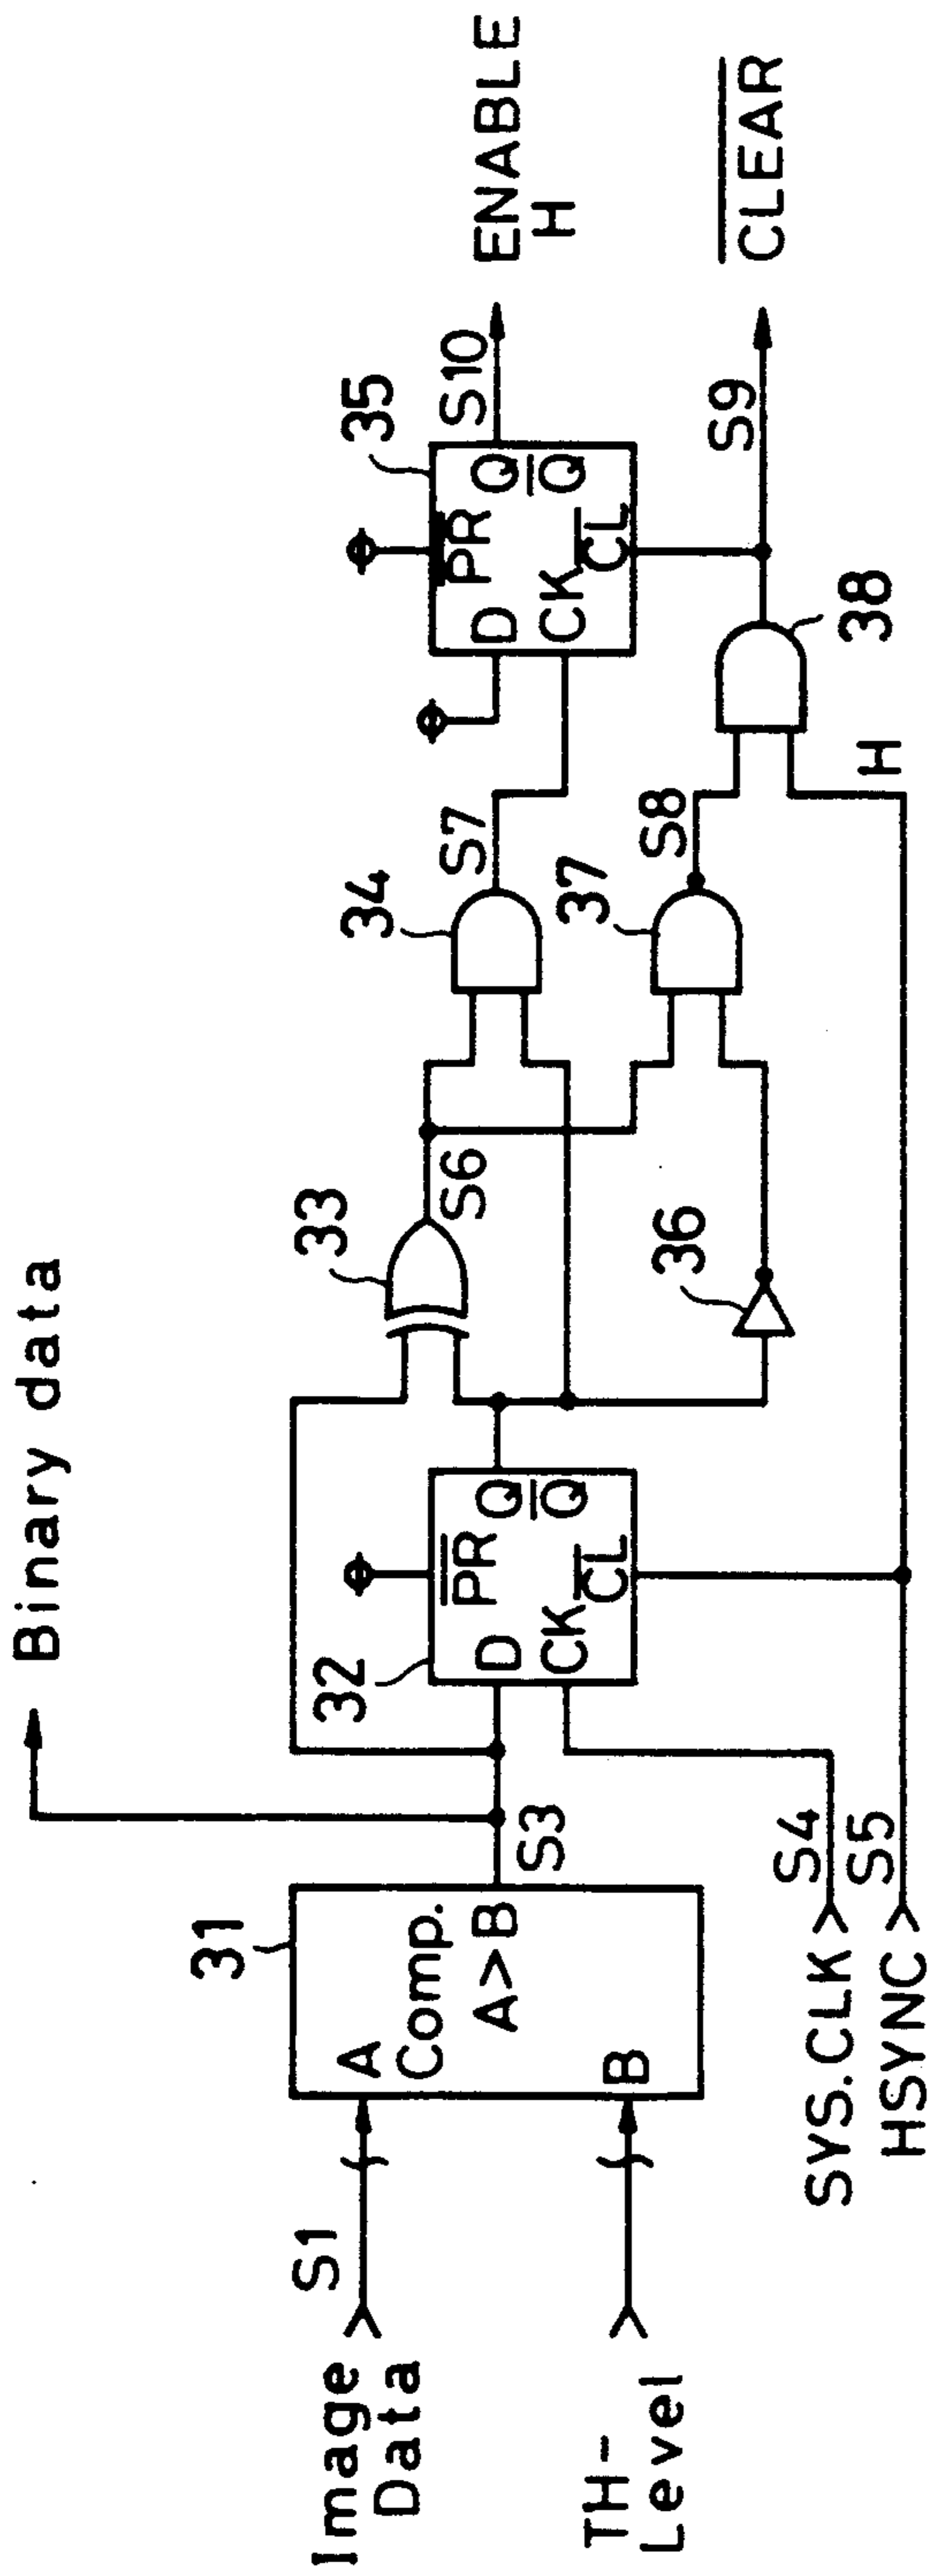 Binary data
Image
Data
S1
TH-
Level
31
A
Comp.
A>B
B
S3
SYS.CLK
S4
HSYNC
S5
32
PR
D
Q
CK
Q
CL
33
S6
34
S7
35
PR
D
Q
CK
Q
CL
S10
ENABLE
H
36
37
S8
H
38
S9
CLEAR